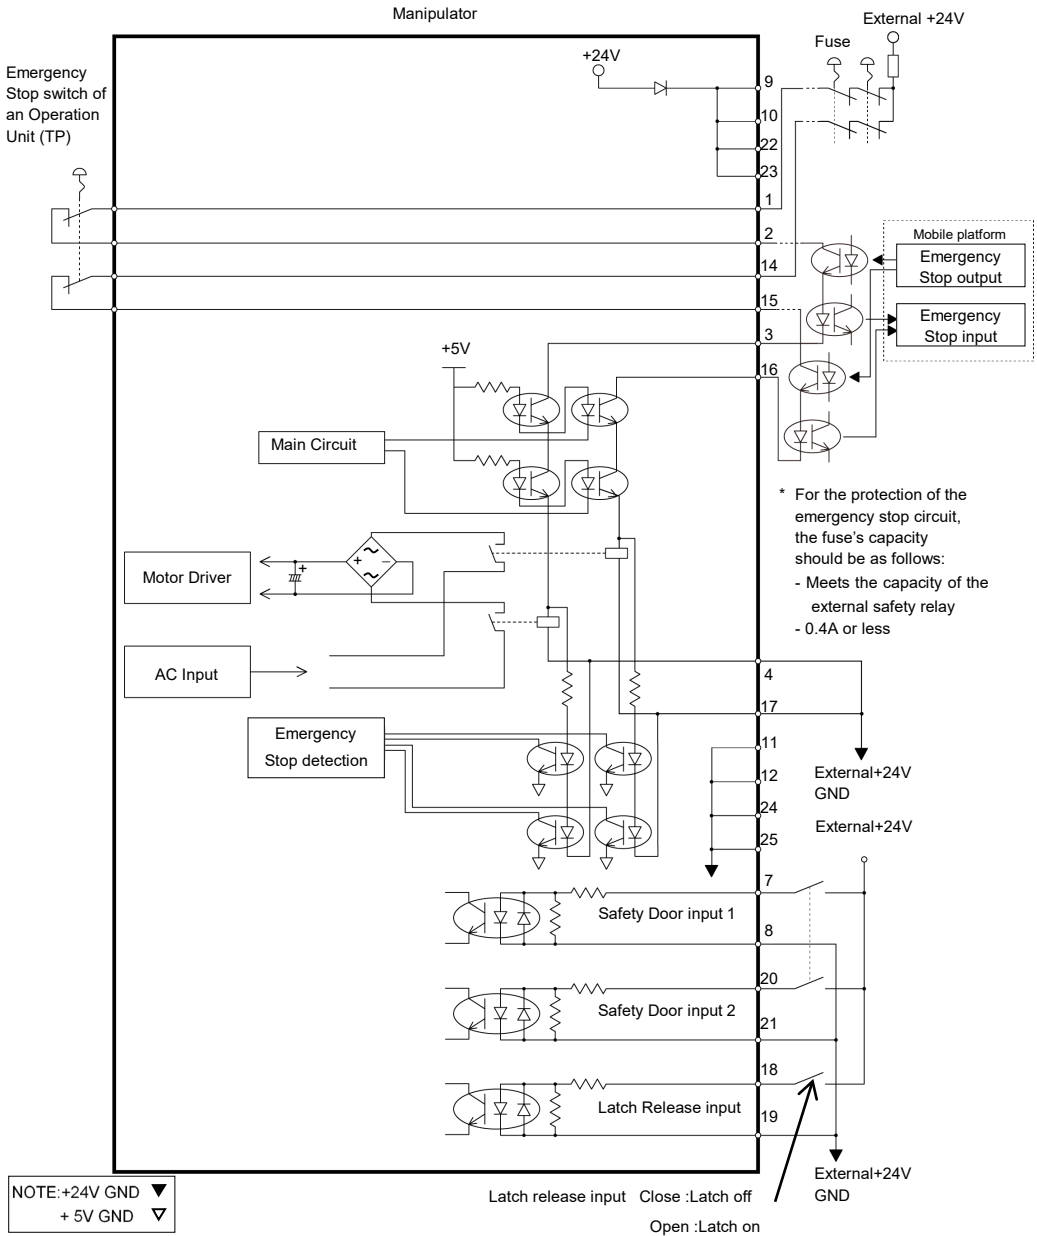 Manipulator
External +24V
Fuse
+24V
Emergency
Stop switch of
an Operation
Unit (TP)
9
10
22
23
1
2
14
15
3
16
Mobile platform
Emergency
Stop output
Emergency
Stop input
+5V
Main Circuit
* For the protection of the
emergency stop circuit,
the fuse's capacity
should be as follows:
- Meets the capacity of the
external safety relay
- 0.4A or less
+
-
+
Motor Driver
AC Input
4
17
Emergency
Stop detection
11
12
24
25
External+24V
GND
External+24V
7
Safety Door input 1
8
20
Safety Door input 2
21
18
Latch Release input
19
External+24V
GND
NOTE:+24V GND ▼
+ 5V GND ▽
Latch release input Close :Latch off
Open :Latch on